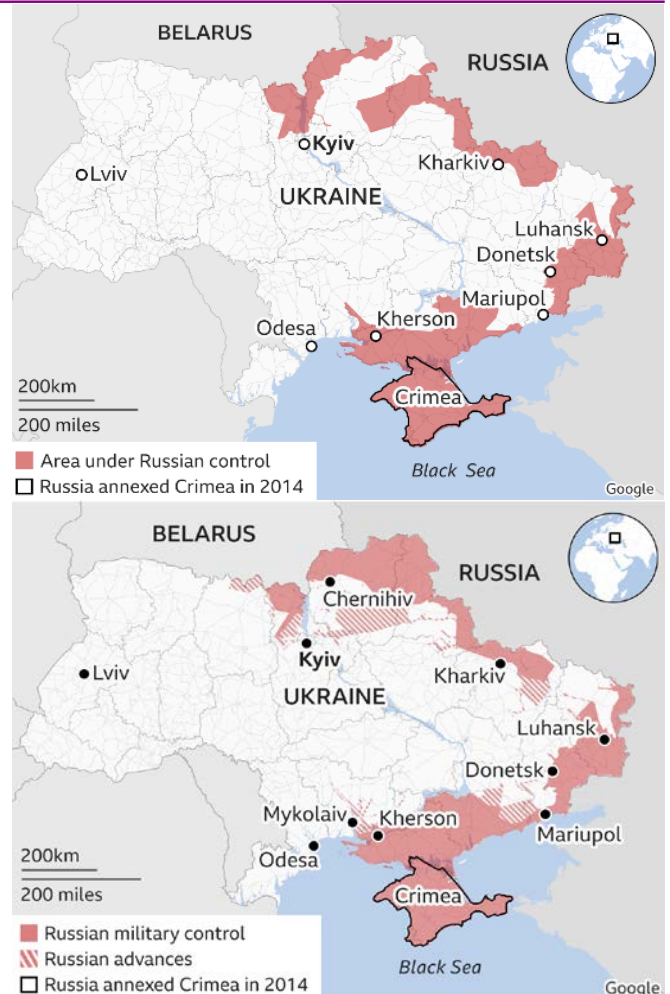 BELARUS
RUSSIA
Kyiv
Lviv
Kharkiv
UKRAINE
Luhansk
Donetsk
Mariupol
Kherson
Odesa
200km
200 miles
Crimea
Area under Russian control
Black Sea
Russia annexed Crimea in 2014
Google
BELARUS
RUSSIA
Chernihiv
Kyiv
Lviv
Kharkiv
UKRAINE
Luhansk
Donetsk
Mykolaiv
Kherson
Mariupol
Odesa
200km
200 miles
Crimea
Russian military control
Russian advances
Black Sea
Russia annexed Crimea in 2014
Google